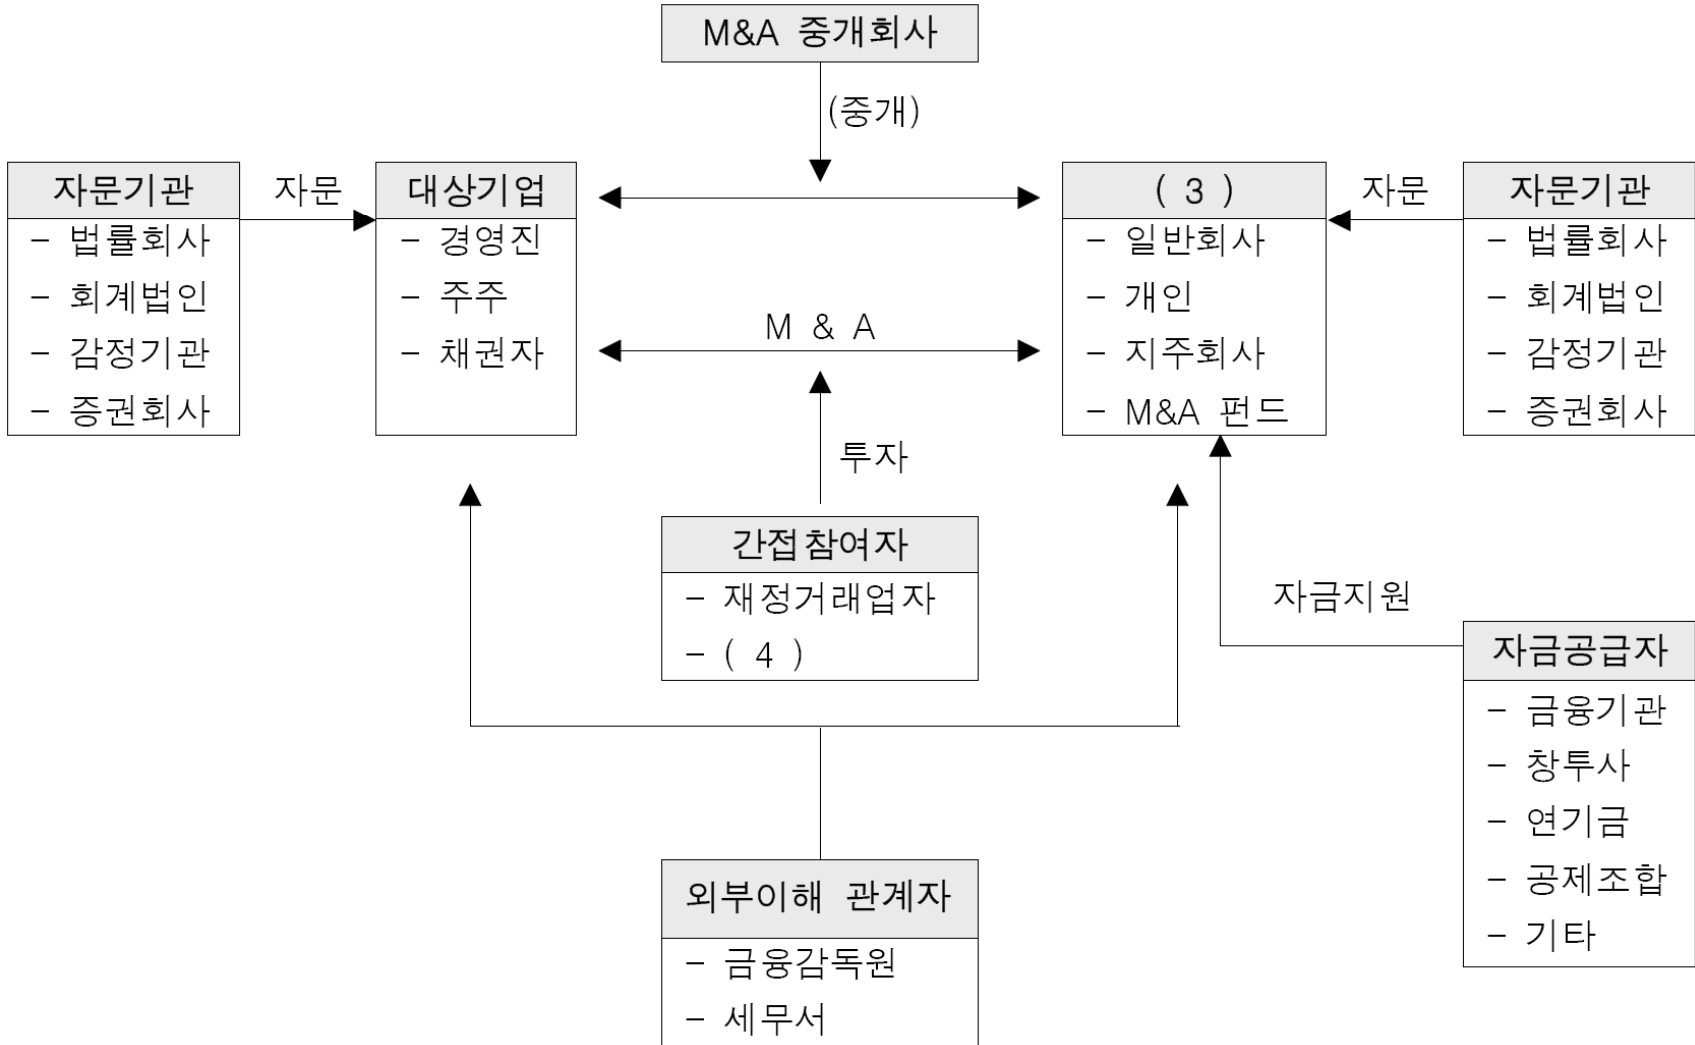 M&A 중개회사
(중개)
자문기관
- 법률회사
- 회계법인
- 감정기관
- 증권회사
자문
대상기업
- 경영진
- 주주
- 채권자
M & A
( 3 )
- 일반회사
- 개인
- 지주회사
- M&A 펀드
자문
자문기관
- 법률회사
- 회계법인
- 감정기관
- 증권회사
투자
간접참여자
- 재정거래업자
- ( 4 )
자금지원
자금공급자
- 금융기관
- 창투사
- 연기금
- 공제조합
- 기타
외부이해 관계자
- 금융감독원
- 세무서